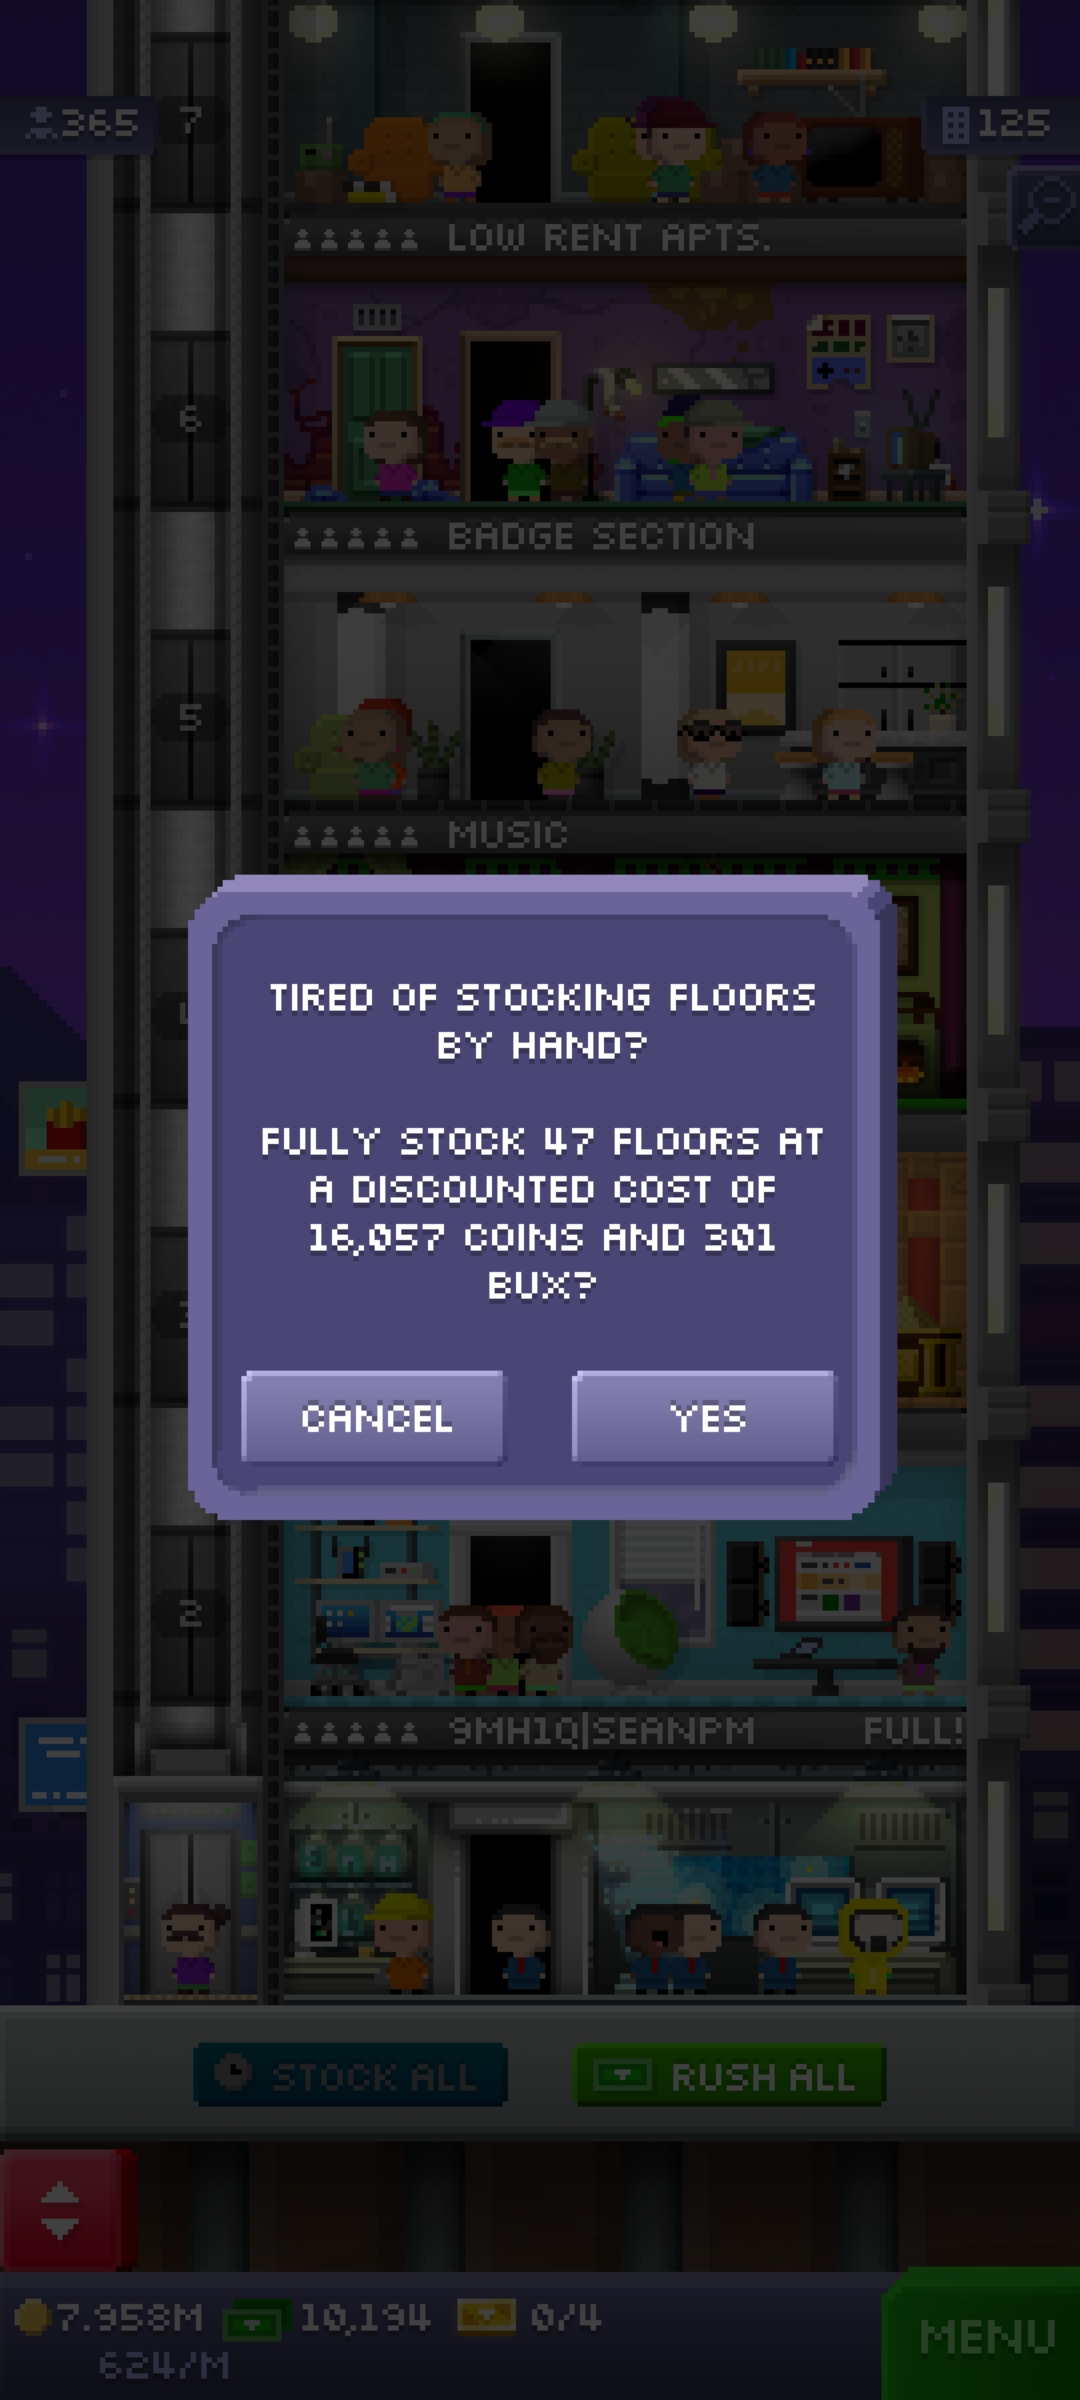 365
7
125
LOW RENT APTS.
6
BADGE SECTION
5
MUSIC
TIRED OF STOCKING FLOORS
BY HAND?
FULLY STOCK 47 FLOORS AT
A DISCOUNTED COST OF
16,057 COINS AND 301
BUX?
CANCEL
YES
2
9MH1Q|SEANPM
FULL!
STOCK ALL
RUSH ALL
7.958M
10,194
0/4
624/M
MENU